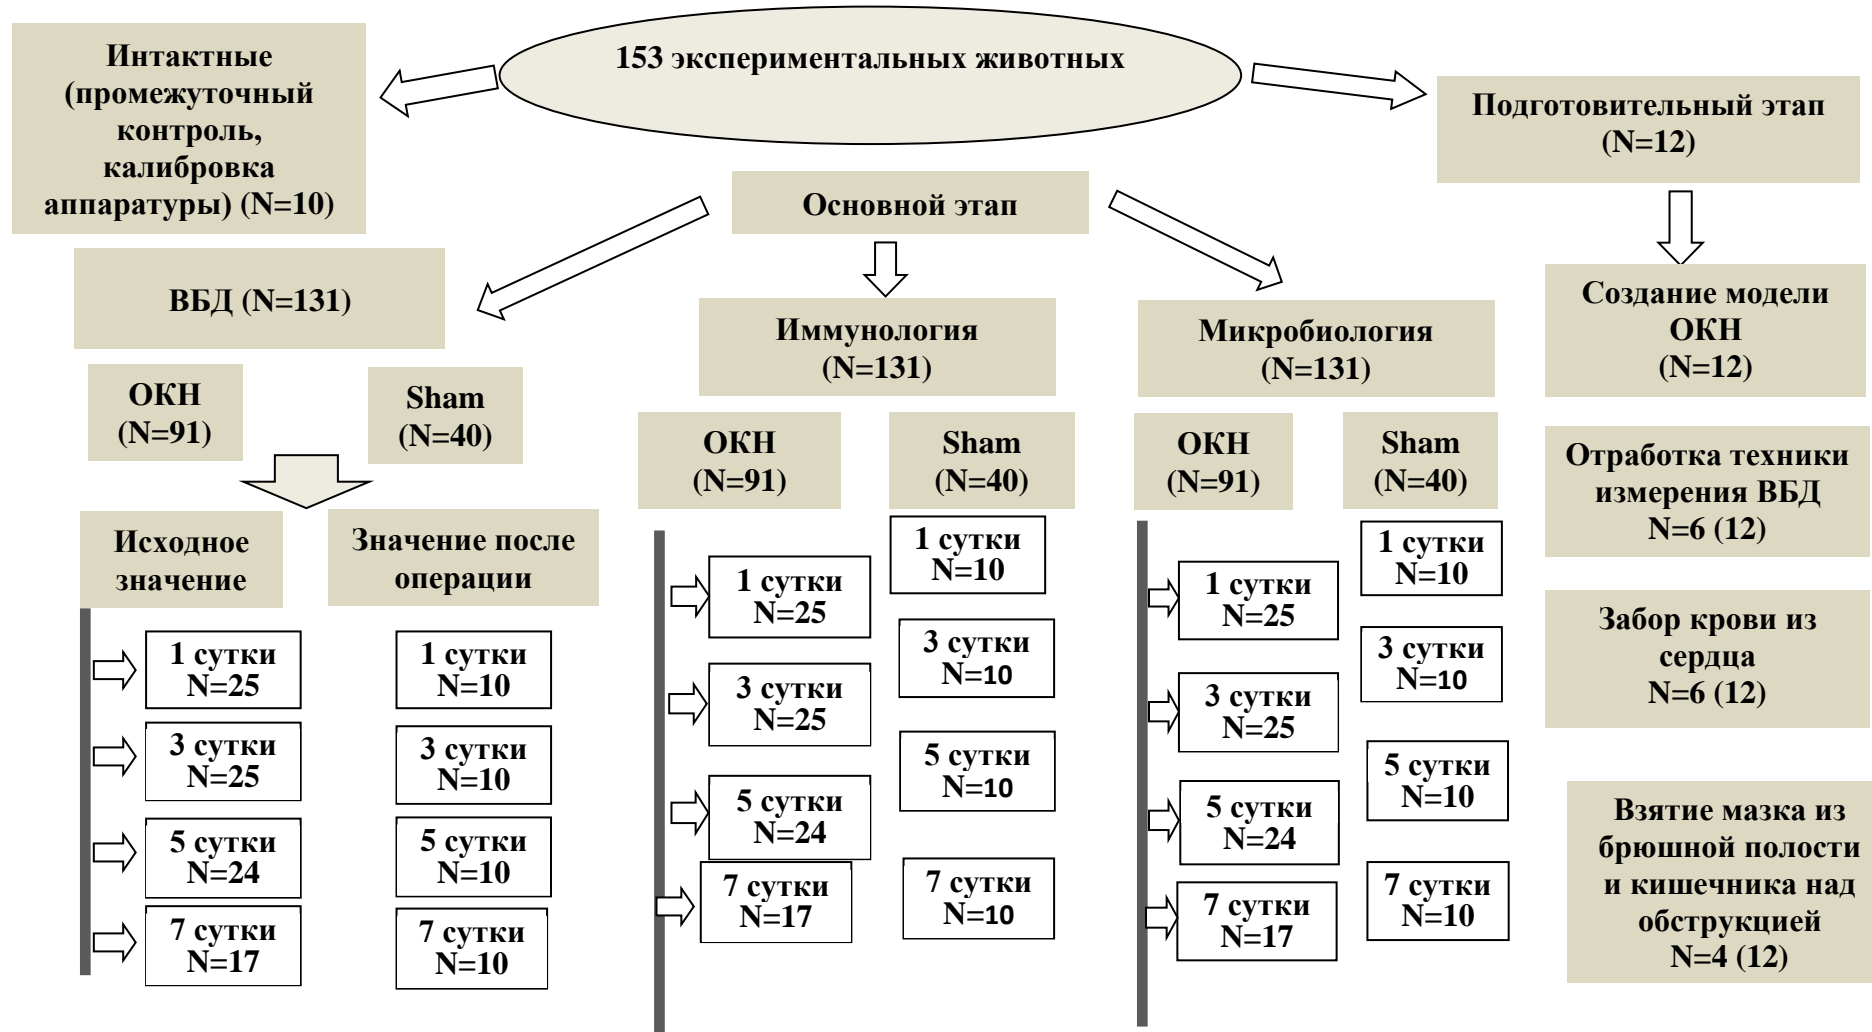 153 экспериментальных животных
Интактные
(промежуточный
контроль,
калибровка
аппаратуры) (N=10)
Подготовительный этап
(N=12)
Основной этап
ВБД (N=131)
ОКН
(N=91)
Sham
(N=40)
Исходное
значение
Значение после
операции
1 сутки
N=25
1 сутки
N=10
3 сутки
N=25
3 сутки
N=10
5 сутки
N=24
5 сутки
N=10
7 сутки
N=17
7 сутки
N=10
Иммунология
(N=131)
ОКН
(N=91)
Sham
(N=40)
1 сутки
N=10
1 сутки
N=25
3 сутки
N=10
3 сутки
N=25
5 сутки
N=10
5 сутки
N=24
7 сутки
N=17
7 сутки
N=10
Микробиология
(N=131)
ОКН
(N=91)
Sham
(N=40)
1 сутки
N=10
1 сутки
N=25
3 сутки
N=10
3 сутки
N=25
5 сутки
N=10
5 сутки
N=24
7 сутки
N=10
7 сутки
N=17
Создание модели
ОКН
(N=12)
Отработка техники
измерения ВБД
N=6 (12)
Забор крови из
сердца
N=6 (12)
Взятие мазка из
брюшной полости
и кишечника над
обструкцией
N=4 (12)